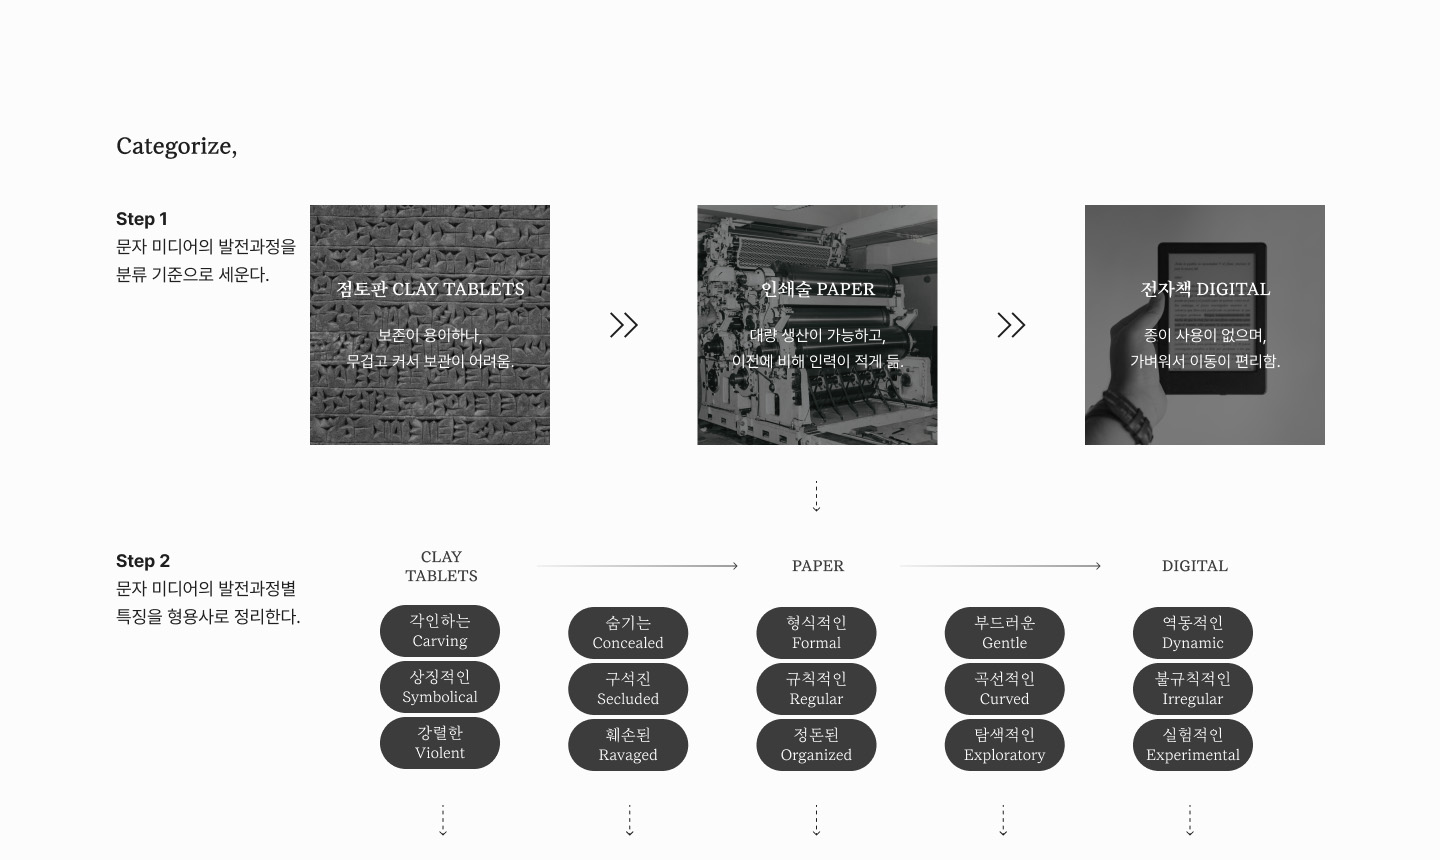 Categorize,
Step 1
문자 미디어의 발전과정을
분류 기준으로 세운다.
점토판 CLAY TABLETS
보존이 용이하나,
무겁고 커서 보관이 어려움.
인쇄술 PAPER
대량 생산이 가능하고,
이전에 비해 인력이 적게 듦.
전자책 DIGITAL
종이 사용이 없으며,
가벼워서 이동이 편리함.
Step 2
문자 미디어의 발전과정별
특징을 형용사로 정리한다.
CLAY
TABLETS
PAPER
DIGITAL
각인하는
Carving
상징적인
Symbolical
강렬한
Violent
숨기는
Concealed
구석진
Secluded
훼손된
Ravaged
형식적인
Formal
규칙적인
Regular
정돈된
Organized
부드러운
Gentle
곡선적인
Curved
탐색적인
Exploratory
역동적인
Dynamic
불규칙적인
Irregular
실험적인
Experimental